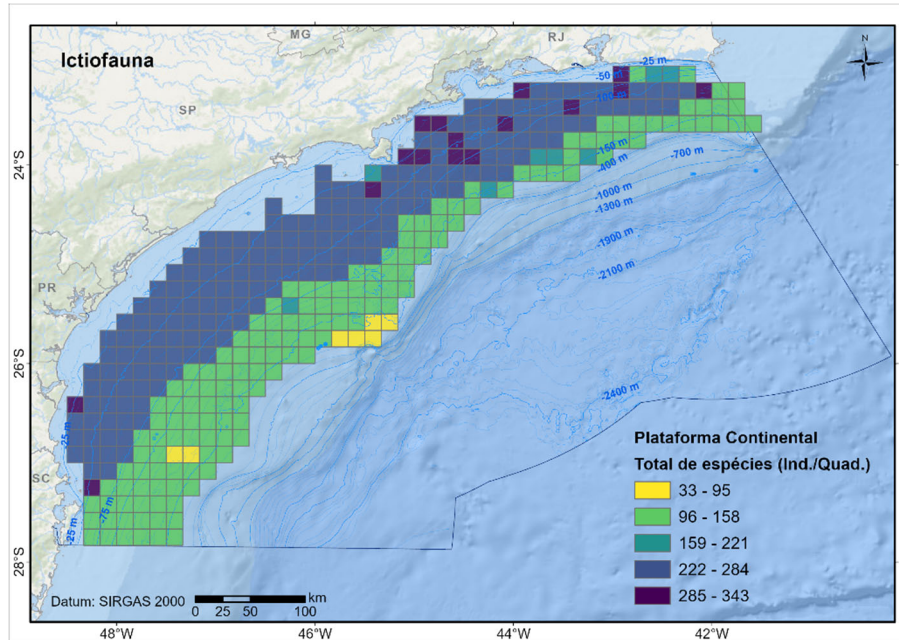 Ictiofauna
MG
RJ
N
SP
PR
SC
-25 m
-50 m
-100 m
-150 m
-400 m
-700 m
-1000 m
-1300 m
-1900 m
-2100 m
-2400 m
-25 m
-75 m
-25 m
24°S
26°S
28°S
Plataforma Continental
Total de espécies (Ind./Quad.)
33 - 95
96 - 158
159 - 221
222 - 284
285 - 343
Datum: SIRGAS 2000
km
0 25 50 100
48°W
46°W
44°W
42°W